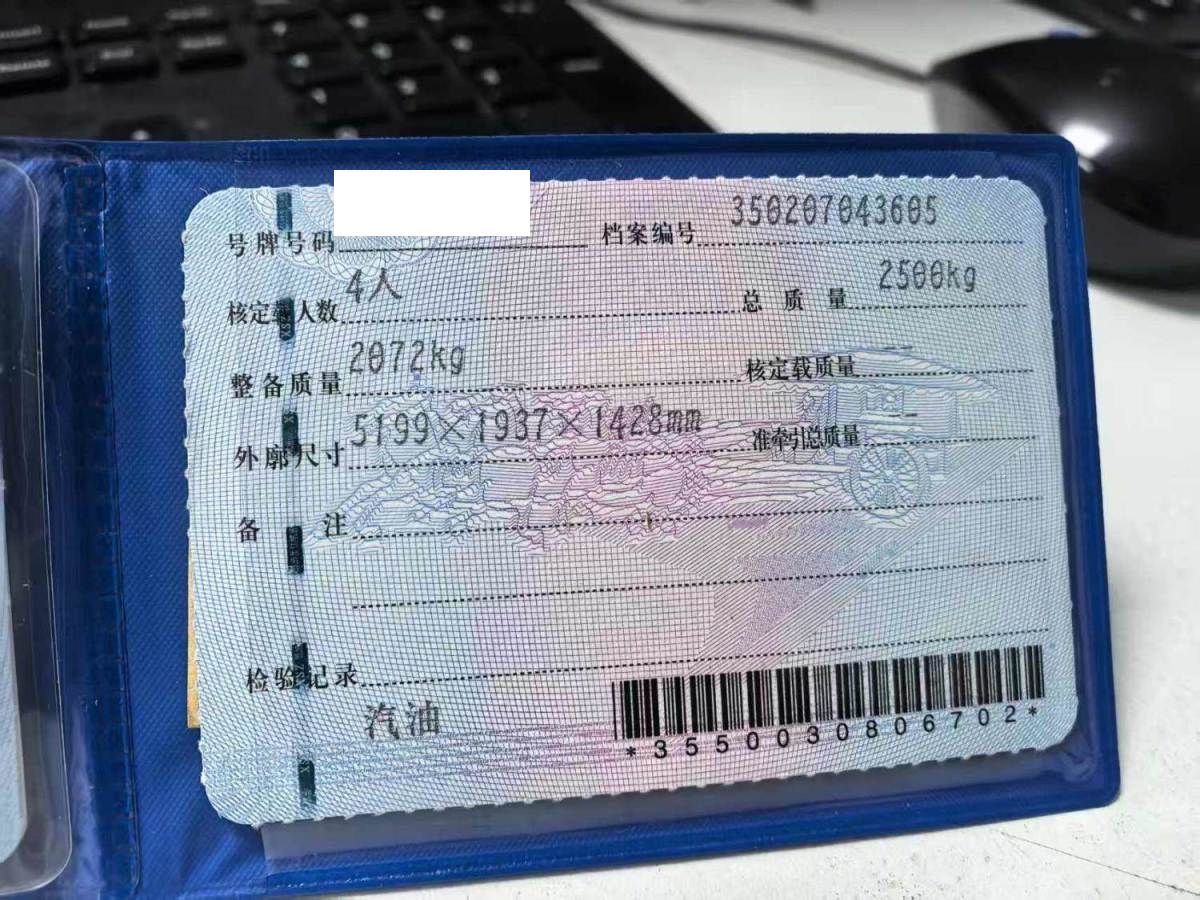 号牌号码 档案编号 350207043605
核定载人数 4人 总质量 2500kg
整备质量 2072kg 核定载质量 --
外廓尺寸 5199×1937×1428mm 准牵引总质量 --
备注
检验记录
汽油
*3550030806702*